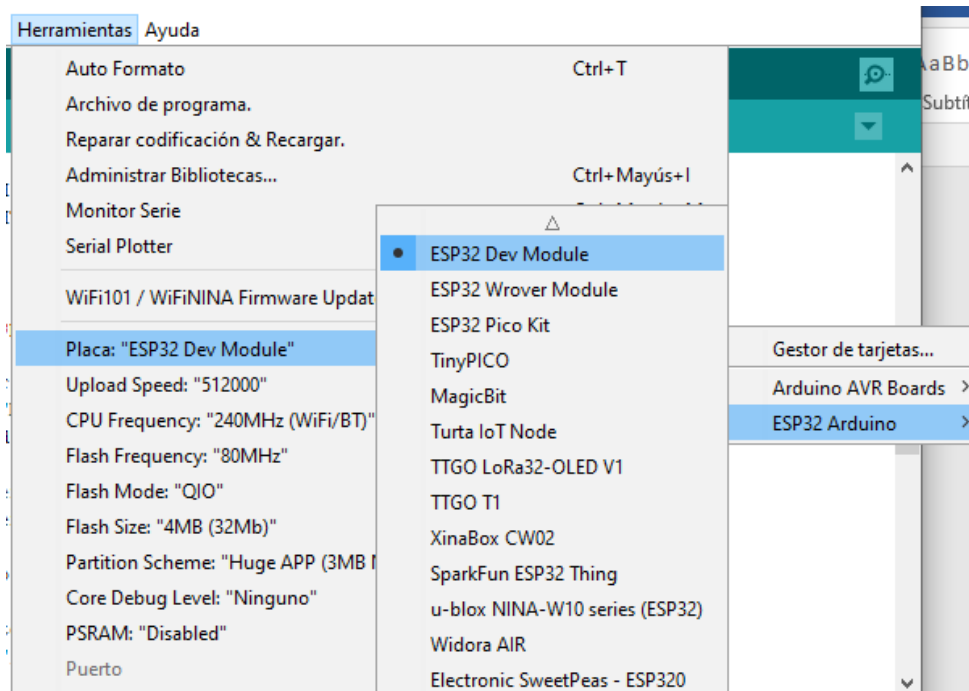 Herramientas Ayuda
aBb
Subtít
Auto Formato Ctrl+T
Archivo de programa.
Reparar codificación & Recargar.
Administrar Bibliotecas... Ctrl+Mayús+I
Monitor Serie
Serial Plotter
WiFi101 / WiFiNINA Firmware Updat
Placa: "ESP32 Dev Module"
Upload Speed: "512000"
CPU Frequency: "240MHz (WiFi/BT)"
Flash Frequency: "80MHz"
Flash Mode: "QIO"
Flash Size: "4MB (32Mb)"
Partition Scheme: "Huge APP (3MB
Core Debug Level: "Ninguno"
PSRAM: "Disabled"
Puerto
ESP32 Dev Module
ESP32 Wrover Module
ESP32 Pico Kit
TinyPICO
MagicBit
Turta IoT Node
TTGO LoRa32-OLED V1
TTGO T1
XinaBox CW02
SparkFun ESP32 Thing
u-blox NINA-W10 series (ESP32)
Widora AIR
Electronic SweetPeas - ESP320
Gestor de tarjetas...
Arduino AVR Boards
ESP32 Arduino